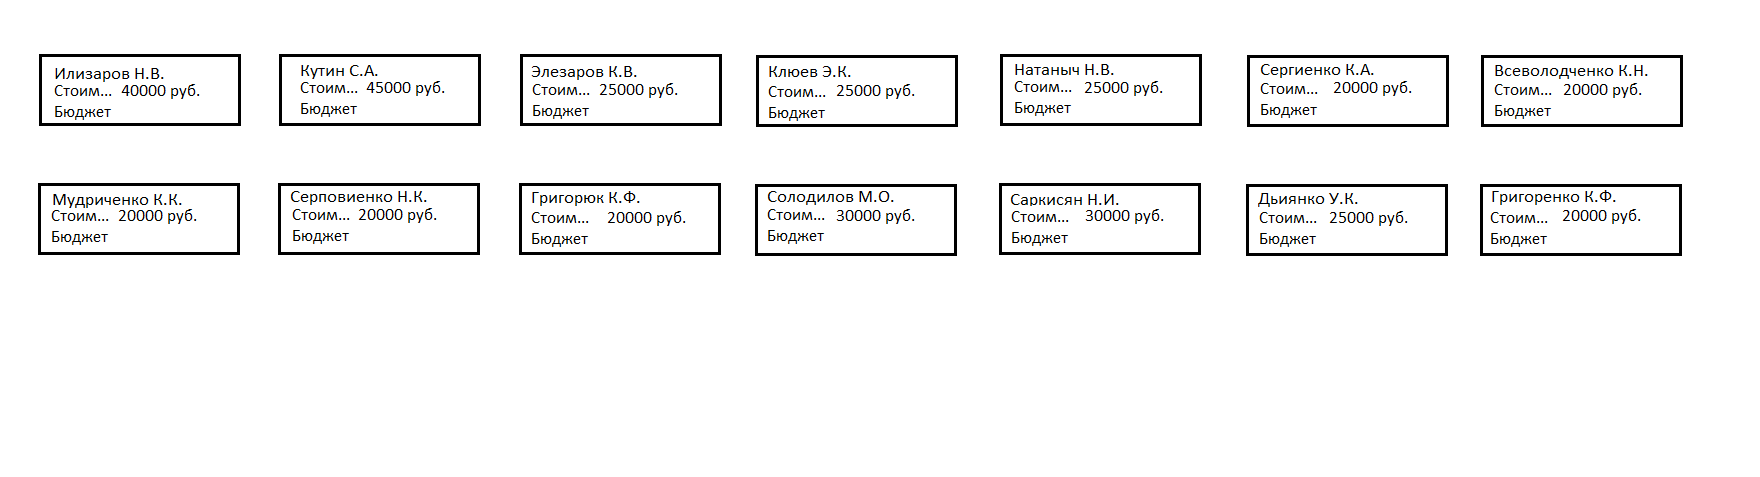 Илизаров Н.В.
Стоим... 40000 руб.
Бюджет
Кутин С.А.
Стоим... 45000 руб.
Бюджет
Элезаров К.В.
Стоим... 25000 руб.
Бюджет
Клюев Э.К.
Стоим... 25000 руб.
Бюджет
Натаныч Н.В.
Стоим... 25000 руб.
Бюджет
Сергиенко К.А.
Стоим... 20000 руб.
Бюджет
Всеволодченко К.Н.
Стоим... 20000 руб.
Бюджет
Мудриченко К.К.
Стоим... 20000 руб.
Бюджет
Серповиенко Н.К.
Стоим... 20000 руб.
Бюджет
Григорюк К.Ф.
Стоим... 20000 руб.
Бюджет
Солодилов М.О.
Стоим... 30000 руб.
Бюджет
Саркисян Н.И.
Стоим... 30000 руб.
Бюджет
Дьиянко У.К.
Стоим... 25000 руб.
Бюджет
Григоренко К.Ф.
Стоим... 20000 руб.
Бюджет